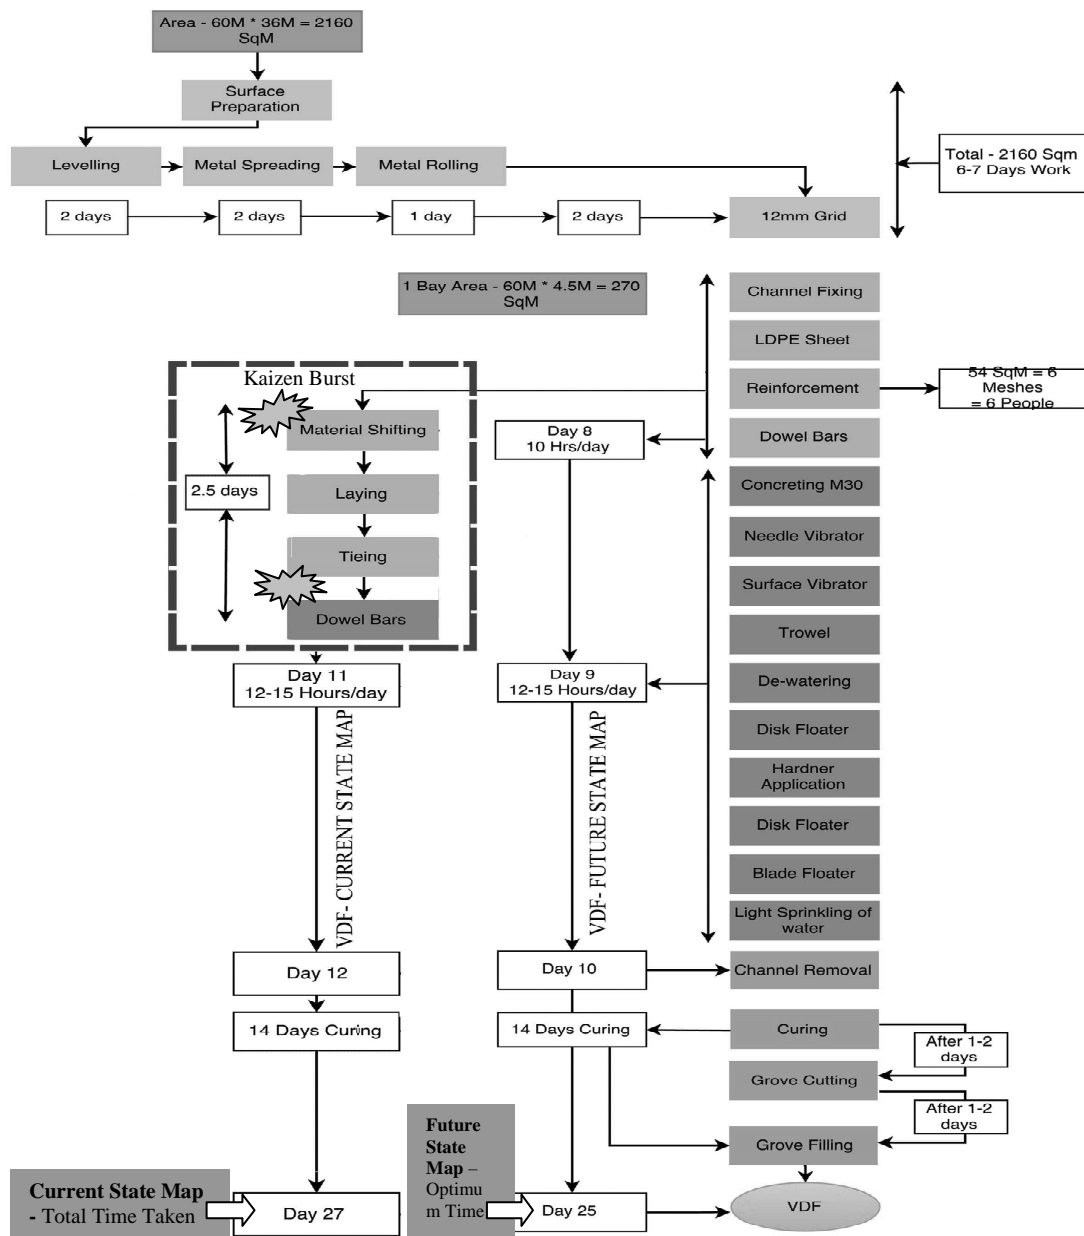 Area - 60M * 36M = 2160
SqM
Surface
Preparation
Levelling
Metal Spreading
Metal Rolling
Total - 2160 Sqm
6-7 Days Work
2 days
2 days
1 day
2 days
12mm Grid
1 Bay Area - 60M * 4.5M = 270
SqM
Channel Fixing
LDPE Sheet
Reinforcement
54 SqM = 6
Meshes
= 6 People
Dowel Bars
Kaizen Burst
Material Shifting
2.5 days
Laying
Tieing
Dowel Bars
Day 8
10 Hrs/day
Concreting M30
Needle Vibrator
Surface Vibrator
Trowel
De-watering
Disk Floater
Hardner
Application
Disk Floater
Blade Floater
Light Sprinkling of
water
Day 11
12-15 Hours/day
Day 9
12-15 Hours/day
VDF- CURRENT STATE MAP
VDF- FUTURE STATE MAP
Day 12
Day 10
Channel Removal
14 Days Curing
14 Days Curing
Curing
After 1-2
days
Grove Cutting
After 1-2
days
Grove Filling
Current State Map
- Total Time Taken
Day 27
Future
State
Map –
Optimu
m Time
Day 25
VDF